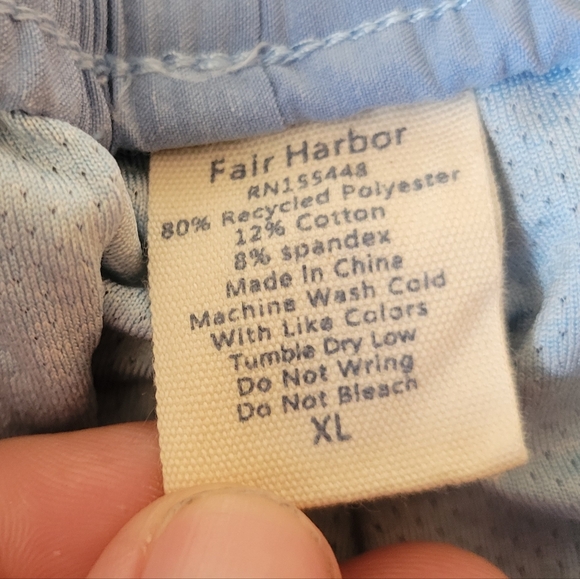 Fair Harbor
RN155448
80% Recycled Polyester
12% Cotton
8% spandex
Made In China
Machine Wash Cold
With Like Colors
Tumble Dry Low
Do Not Wring
Do Not Bleach
XL